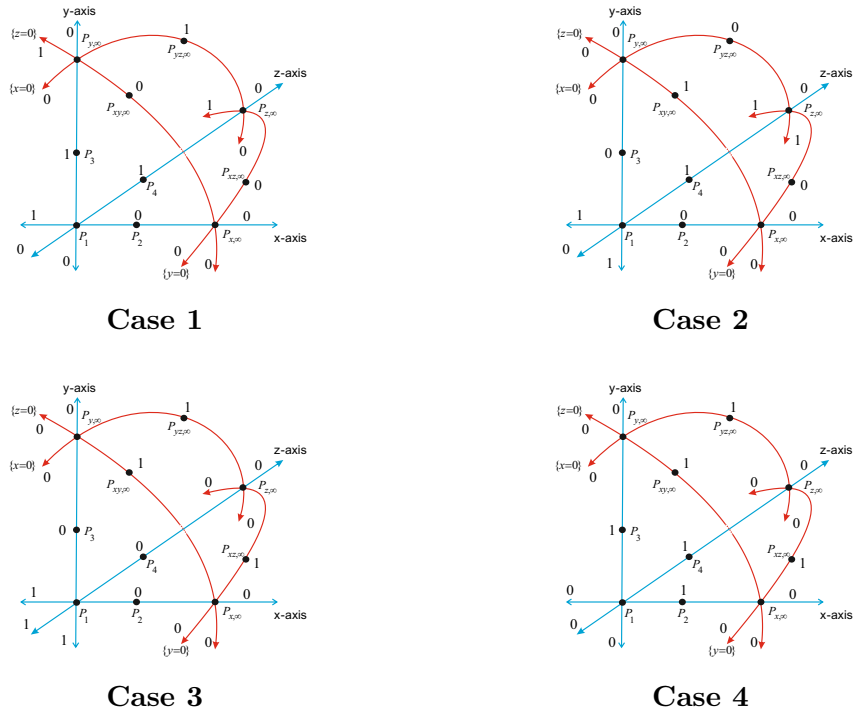 y-axis
{z=0} 0 P_{y,∞} 1
1 P_{yz,∞} 0 z-axis
{x=0} 0 0 P_{xy,∞} 1 P_{z,∞}
1 P_3 0
1 P_4 P_{xz,∞} 0
1 0 0
0 P_1 P_2 P_{x,∞} x-axis
0 0 {y=0} 0
Case 1
y-axis
{z=0} 0 P_{y,∞} 0
1 P_{yz,∞} 0 z-axis
{x=0} 0 1 P_{xy,∞} 1 P_{z,∞}
0 P_3 1
1 P_4 P_{xz,∞} 0
0 0 0
0 P_1 P_2 P_{x,∞} x-axis
1 0 {y=0} 0
Case 2
y-axis
{z=0} 0 P_{y,∞} 1
0 P_{yz,∞} 0 z-axis
{x=0} 0 1 P_{xy,∞} 0 P_{z,∞}
0 P_3 0
0 P_4 P_{xz,∞} 1
1 0 0
1 P_1 P_2 P_{x,∞} x-axis
1 0 {y=0} 0
Case 3
y-axis
{z=0} 0 P_{y,∞} 1
0 P_{yz,∞} 0 z-axis
{x=0} 0 1 P_{xy,∞} 0 P_{z,∞}
1 P_3 0
1 P_4 P_{xz,∞} 1
0 1 0
0 P_1 P_2 P_{x,∞} x-axis
0 0 {y=0} 0
Case 4